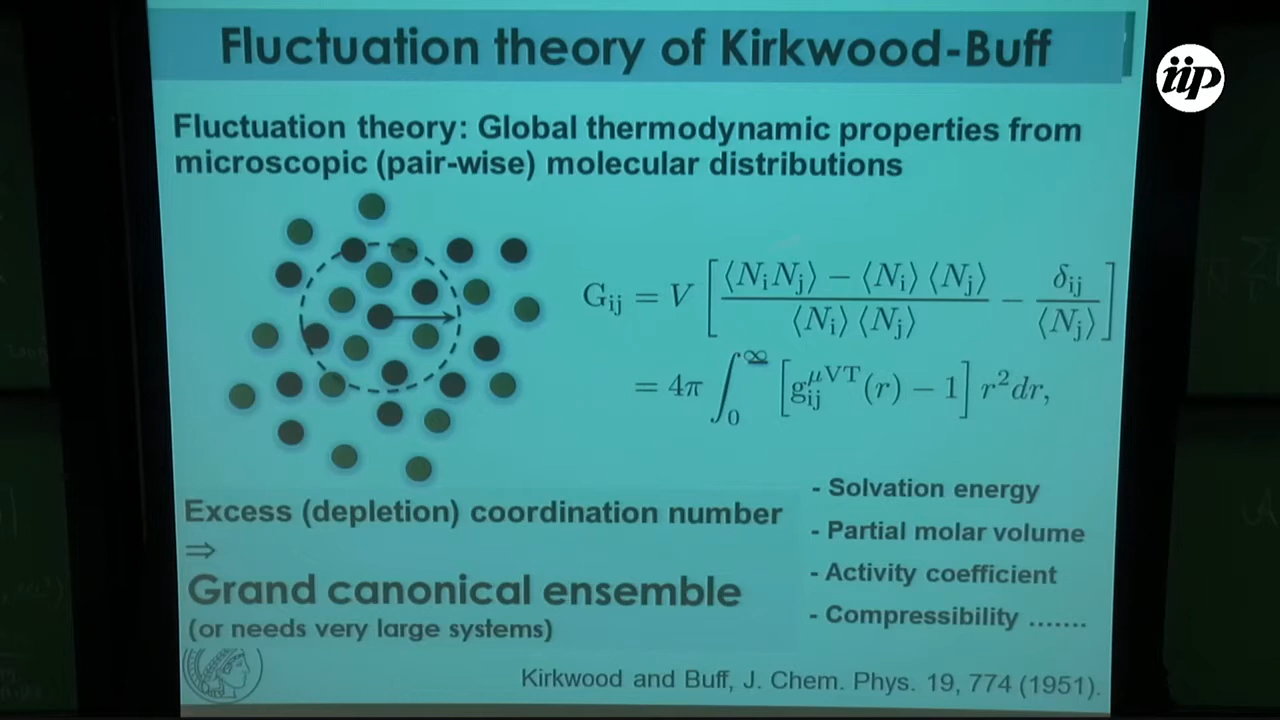 Fluctuation theory of Kirkwood-Buff
iip
Fluctuation theory: Global thermodynamic properties from
microscopic (pair-wise) molecular distributions
G_ij = V [ (⟨N_i N_j⟩ − ⟨N_i⟩ ⟨N_j⟩) / (⟨N_i⟩ ⟨N_j⟩) − δ_ij / ⟨N_j⟩ ]
= 4π ∫_0^∞ [ g_ij^μVT (r) − 1 ] r² dr,
Excess (depletion) coordination number
⇒
Grand canonical ensemble
(or needs very large systems)
- Solvation energy
- Partial molar volume
- Activity coefficient
- Compressibility .......
Kirkwood and Buff, J. Chem. Phys. 19, 774 (1951).